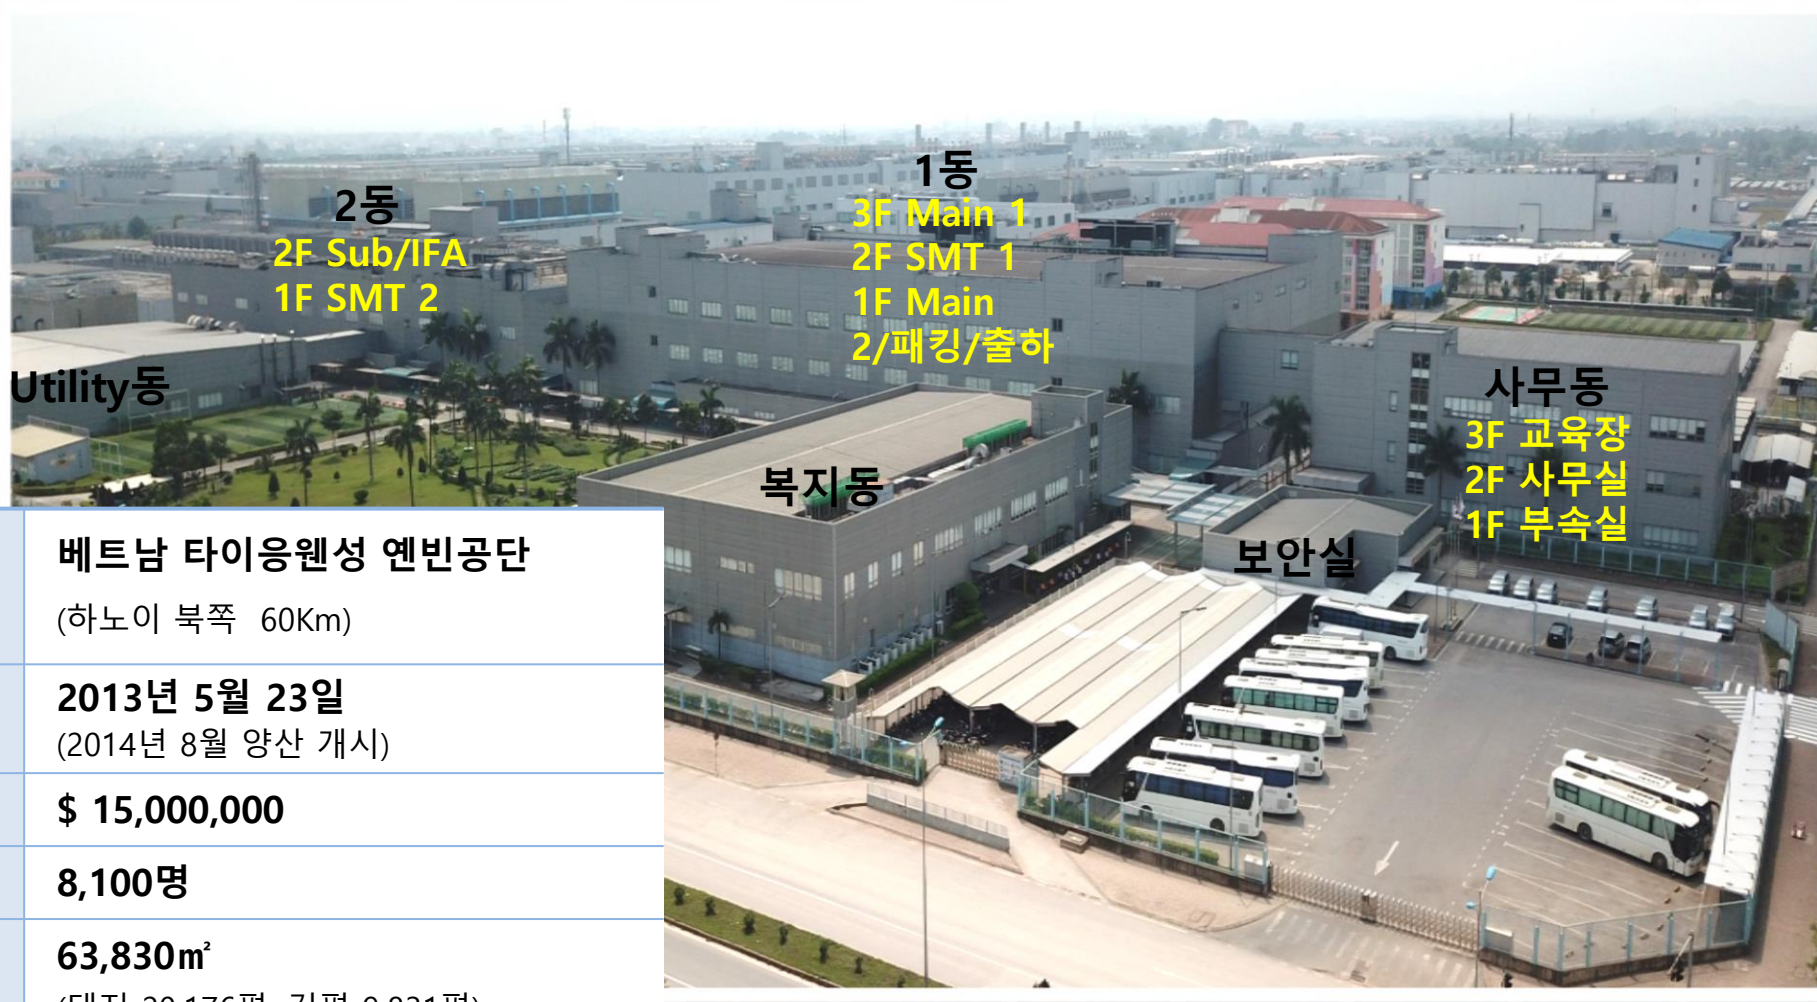 1동
3F Main 1
2F SMT 1
1F Main
2/패킹/출하
2동
2F Sub/IFA
1F SMT 2
Utility동
사무동
3F 교육장
2F 사무실
1F 부속실
복지동
보안실
베트남 타이응웬성 옌빈공단
(하노이 북쪽 60Km)
2013년 5월 23일
(2014년 8월 양산 개시)
$ 15,000,000
8,100명
63,830㎡